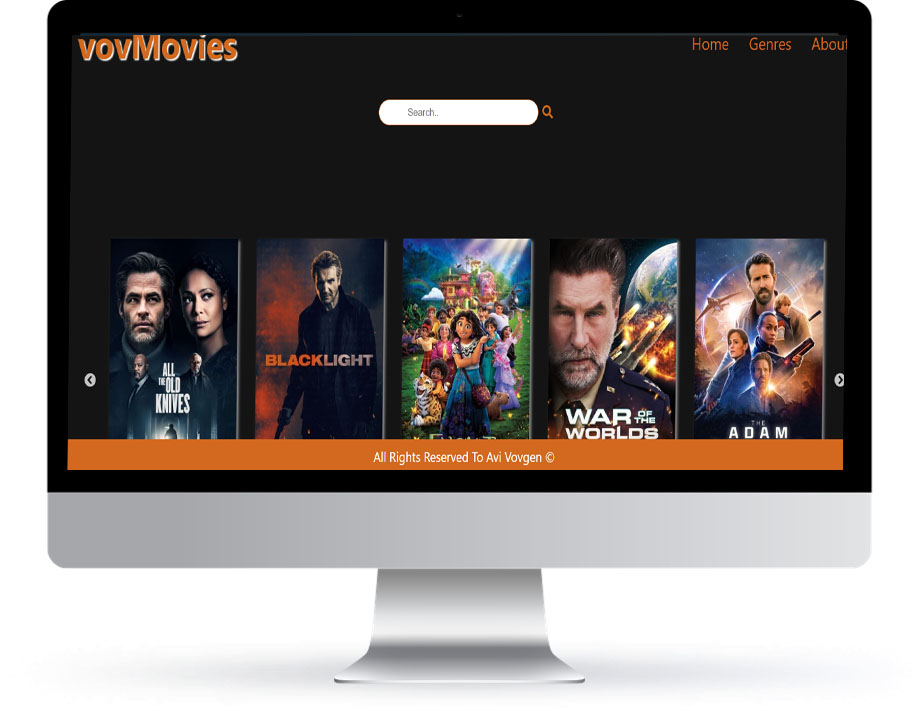 vovMovies
Home Genres About
Search..
ALL
THE OLD
KNIVES
BLACKLIGHT
WAR OF THE
WORLDS
THE
ADAM
All Rights Reserved To Avi Vovgen ©